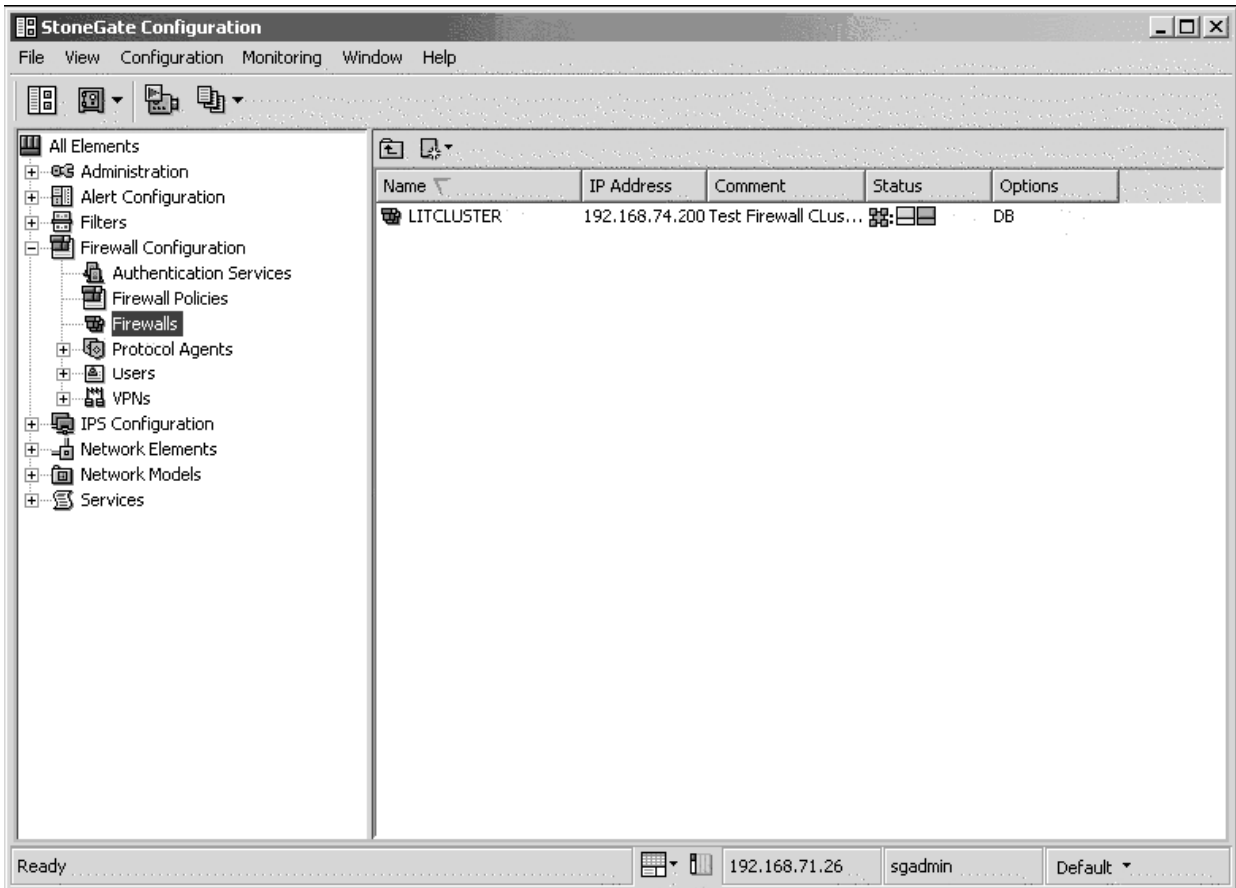 StoneGate Configuration
File View Configuration Monitoring Window Help
All Elements
Administration
Alert Configuration
Filters
Firewall Configuration
Authentication Services
Firewall Policies
Firewalls
Protocol Agents
Users
VPNs
IPS Configuration
Network Elements
Network Models
Services
Name IP Address Comment Status Options
LITCLUSTER 192.168.74.200 Test Firewall CLus... DB
Ready 192.168.71.26 sgadmin Default